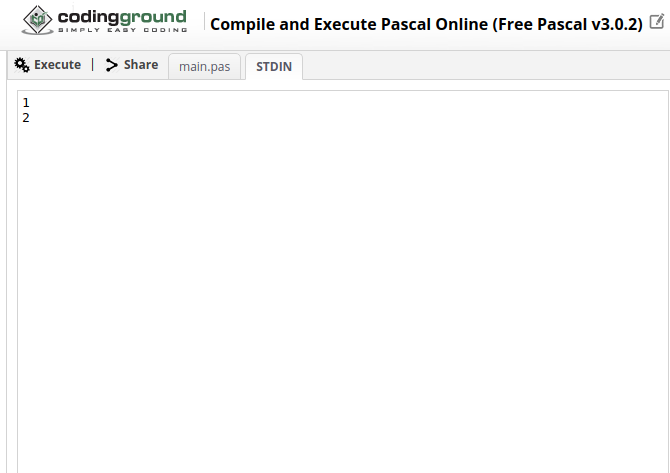 codingground
SIMPLY EASY CODING
Compile and Execute Pascal Online (Free Pascal v3.0.2)
Execute | Share main.pas STDIN
1
2